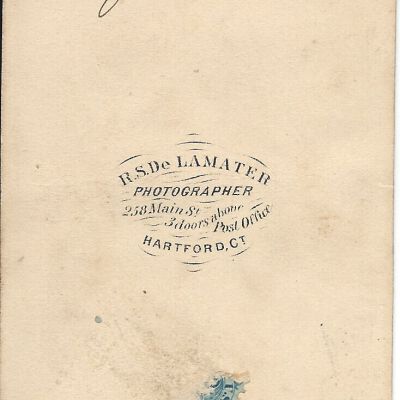 R.S.De LAMATER
PHOTOGRAPHER
258 Main St
3 doors above
Post Office
HARTFORD, CT